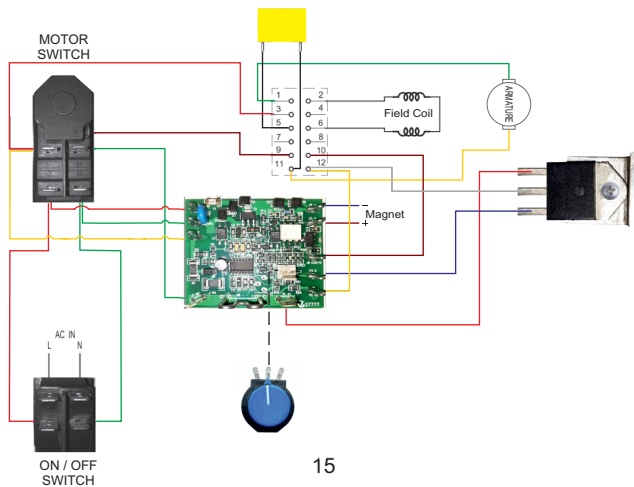 MOTOR
SWITCH
1
2
3
4
5
6
7
8
9
10
11
12
Field Coil
ARMATURE
Magnet
-
+
27777
AC IN
L
N
ON / OFF
SWITCH
15